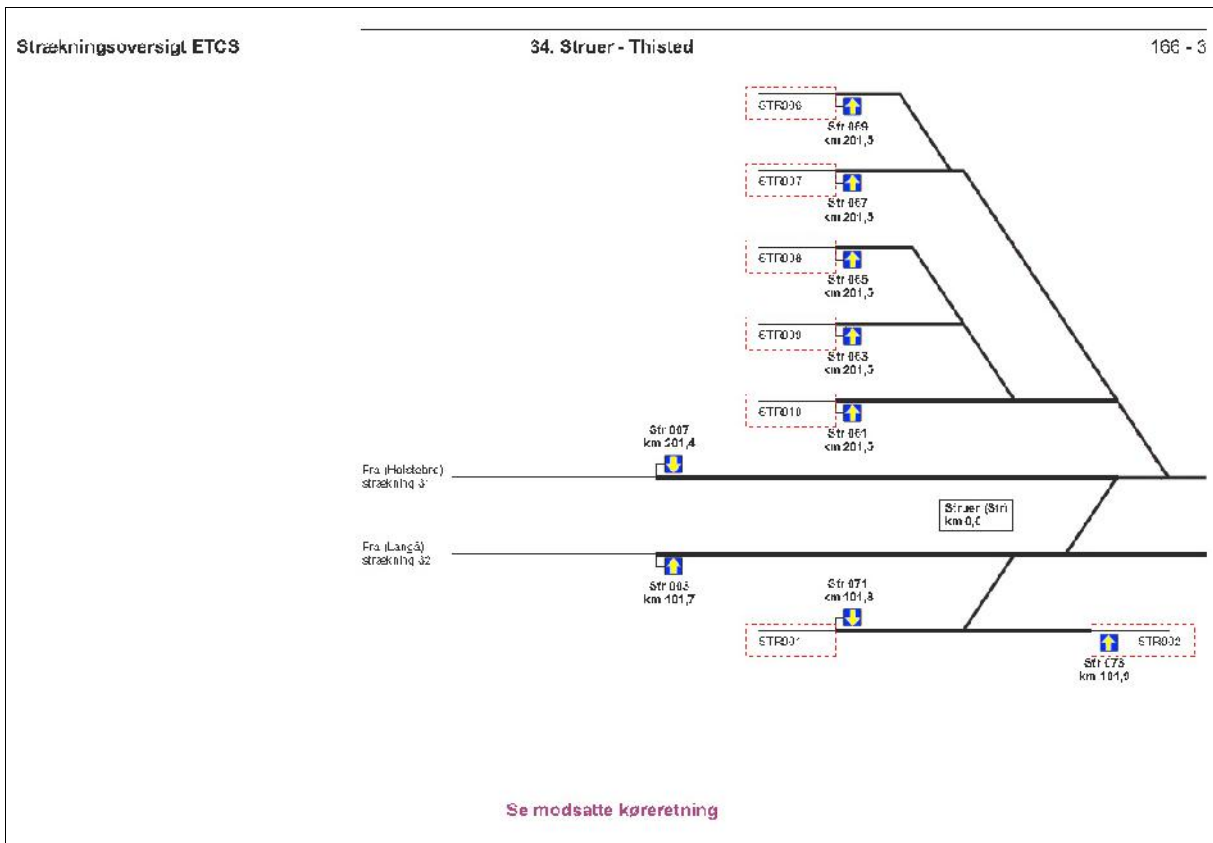 Strækningsoversigt ETCS
34. Struer - Thisted
166 - 3
STR006
Str 069
km 201,5
STR007
Str 067
km 201,5
STR008
Str 065
km 201,5
STR009
Str 063
km 201,5
STR010
Str 061
km 201,5
Str 007
km 201,4
Fra (Holstebro)
strækning 31
Struer (Str)
km 0,0
Fra (Langå)
strækning 32
Str 003
km 101,7
Str 071
km 101,8
STR001
STR002
Str 073
km 101,9
Se modsatte køreretning